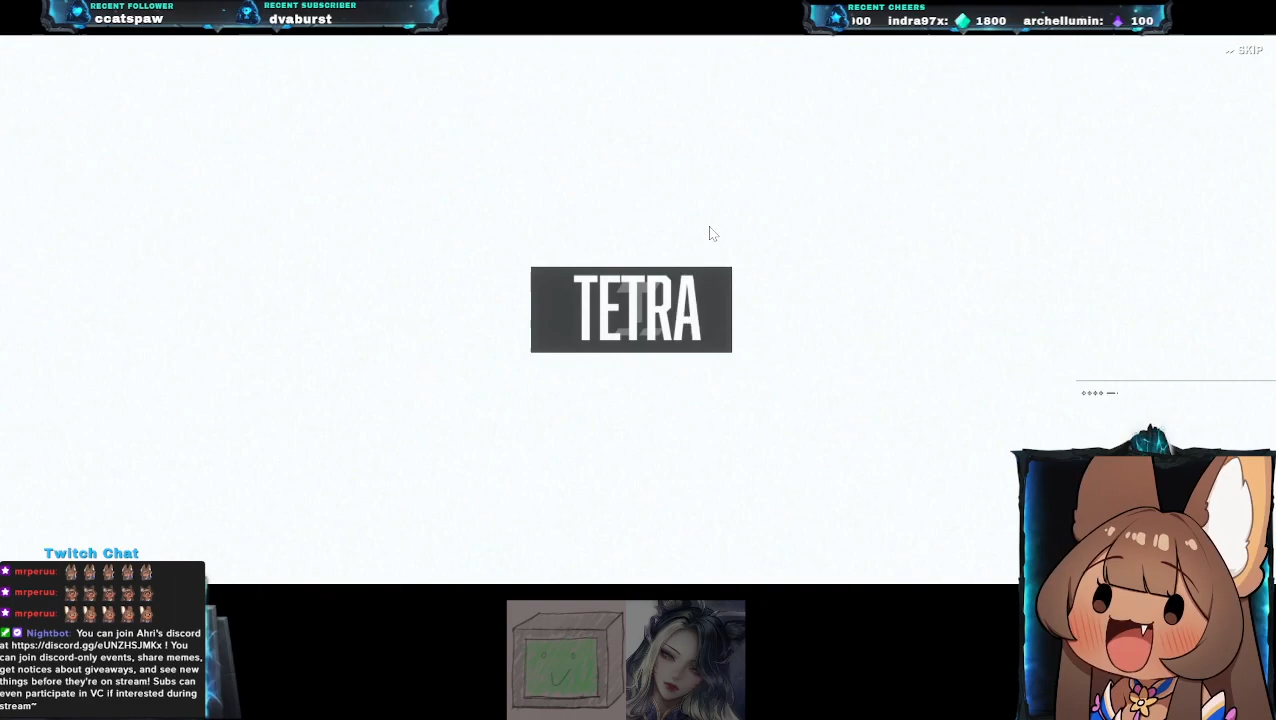 RECENT FOLLOWER
ccatspaw
RECENT SUBSCRIBER
dvaburst
RECENT CHEERS
000 indra97x: 1800 archellumin: 100
SKIP
TETRA
Twitch Chat
mrperuu:
mrperuu:
mrperuu:
Nightbot: You can join Ahri's discord
at https://discord.gg/eUNZHSJMKx ! You
can join discord-only events, share memes,
get notices about giveaways, and see new
things before they're on stream! Subs can
even participate in VC if interested during
stream~